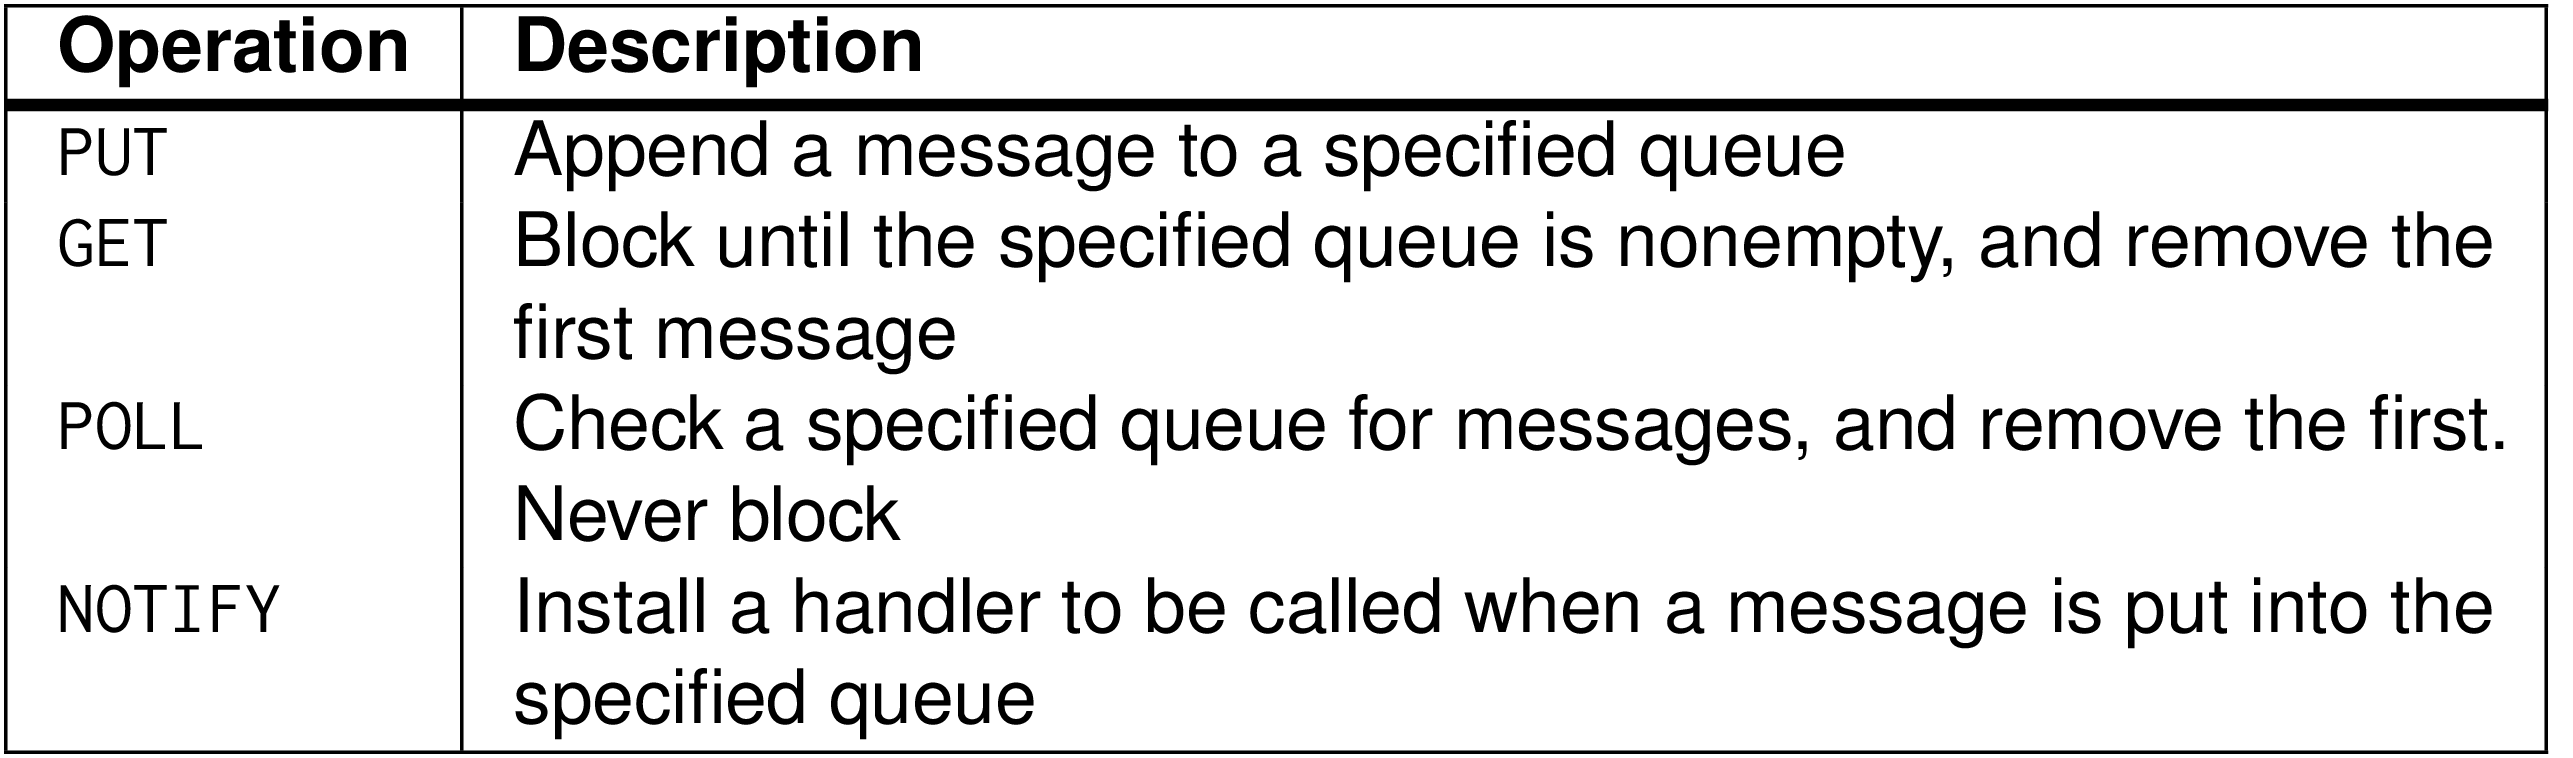 Operation Description
PUT Append a message to a specified queue
GET Block until the specified queue is nonempty, and remove the
first message
POLL Check a specified queue for messages, and remove the first.
Never block
NOTIFY Install a handler to be called when a message is put into the
specified queue